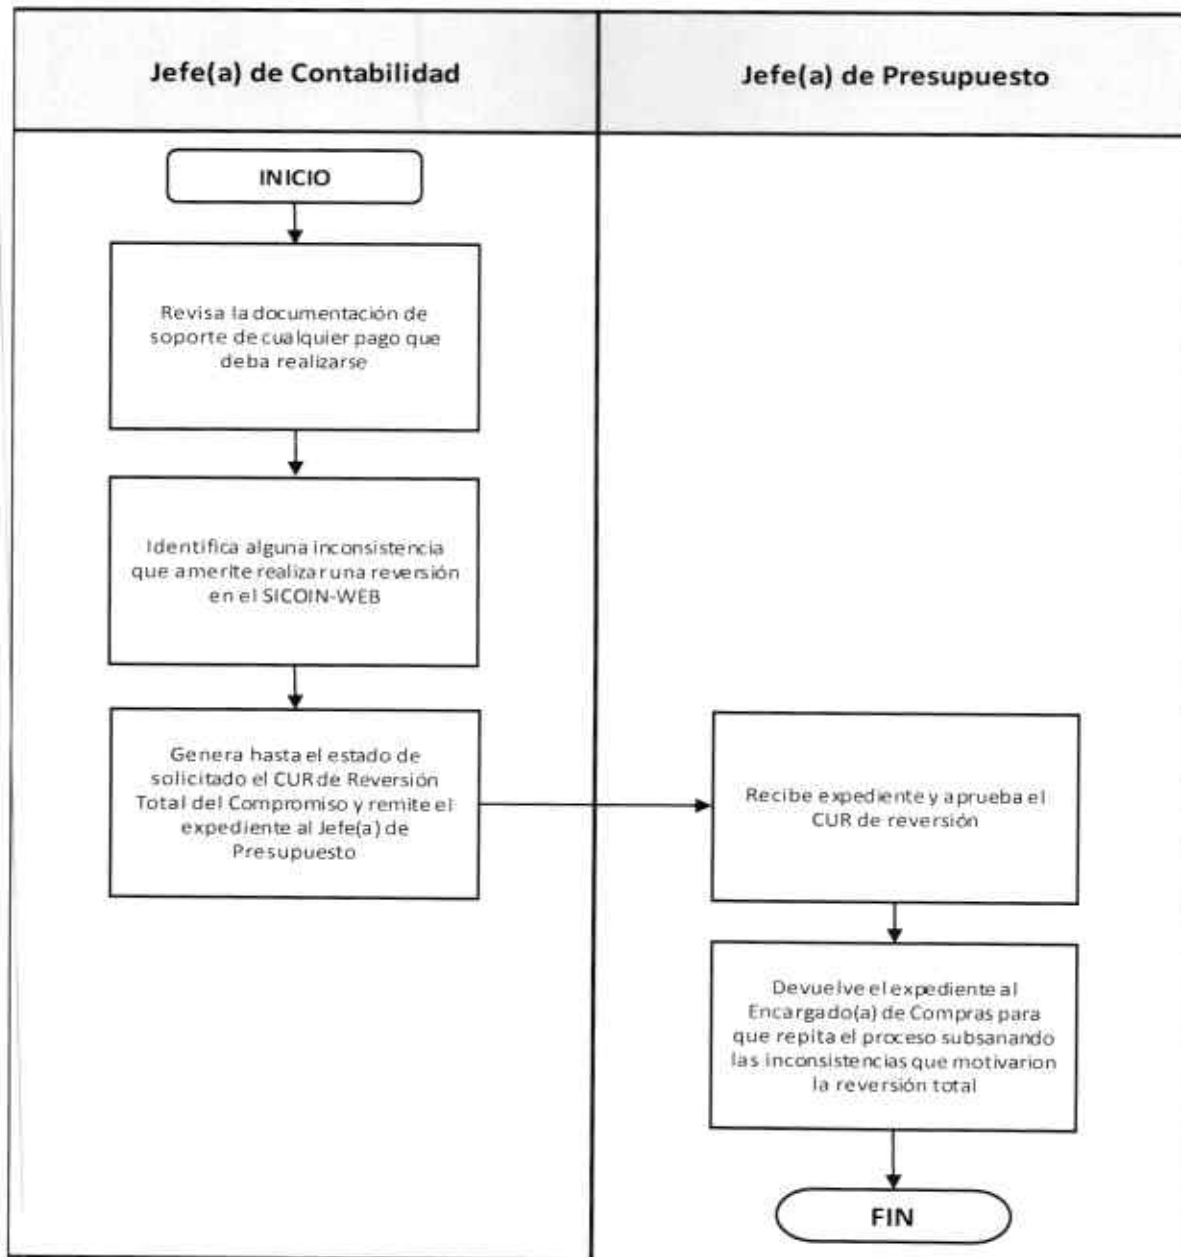 Jefe(a) de Contabilidad
Jefe(a) de Presupuesto
INICIO
Revisa la documentación de
soporte de cualquier pago que
deba realizarse
Identifica alguna inconsistencia
que amerite realizar una reversión
en el SICOIN-WEB
Genera hasta el estado de
solicitado el CUR de Reversión
Total del Compromiso y remite el
expediente al Jefe(a) de
Presupuesto
Recibe expediente y aprueba el
CUR de reversión
Devuelve el expediente al
Encargado(a) de Compras para
que repita el proceso subsanando
las inconsistencias que motivarion
la reversión total
FIN